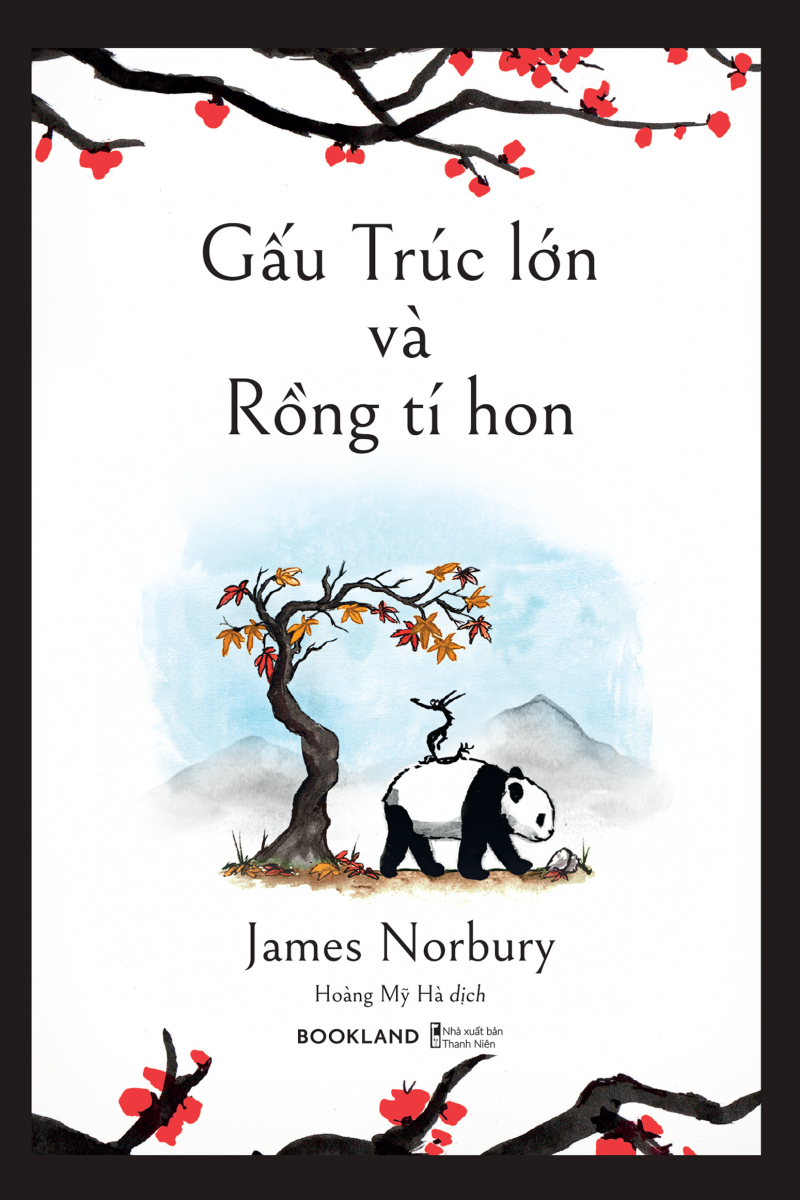 Gấu Trúc lớn
và
Rồng tí hon
James Norbury
Hoàng Mỹ Hà dịch
BOOKLAND
Nhà xuất bản
Thanh Niên